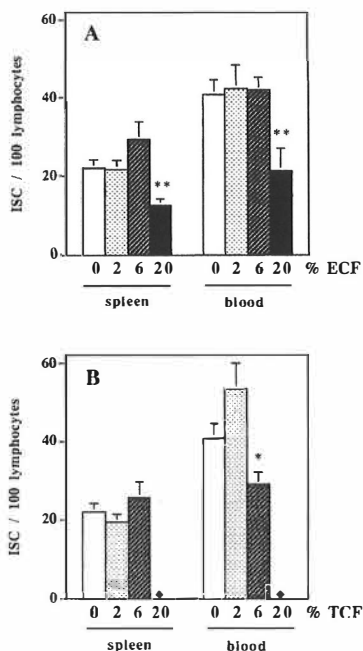 A
ISC / 100 lymphocytes
60
40
20
0
**
**
0 2 6 20 0 2 6 20 % ECF
spleen blood
B
ISC / 100 lymphocytes
60
40
20
0
*
0 2 6 20 0 2 6 20 % TCF
spleen blood